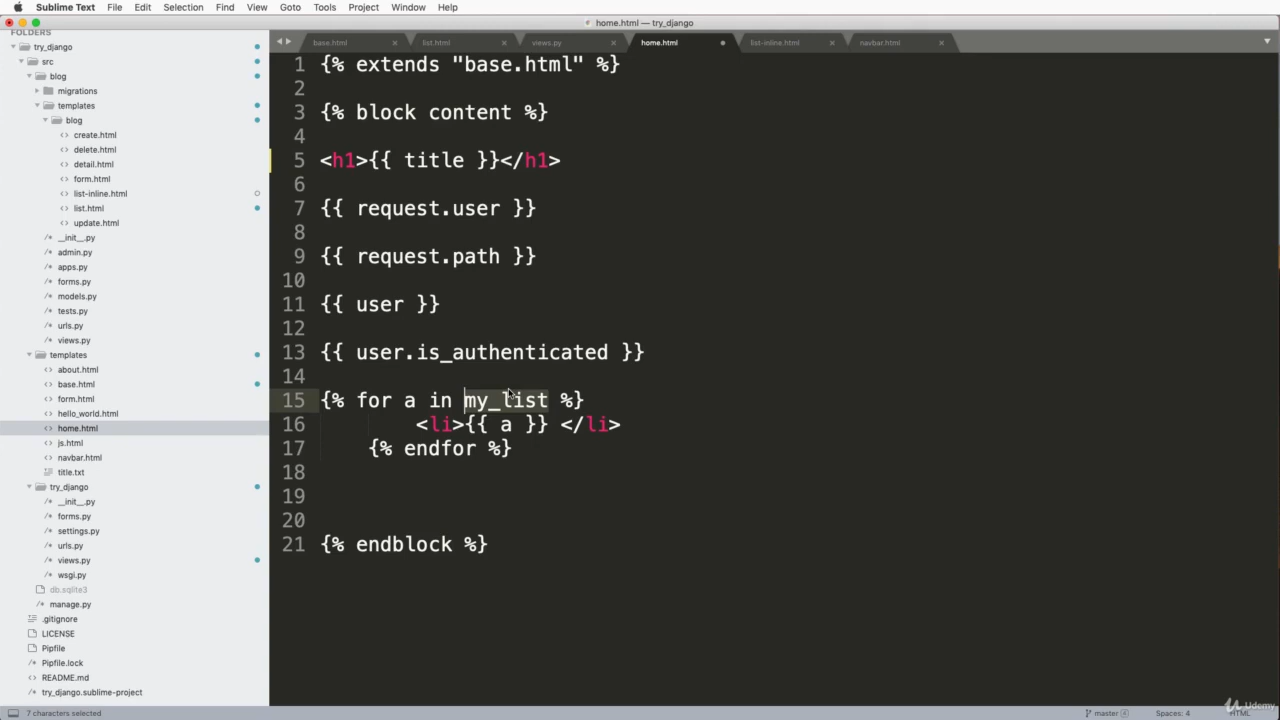 Sublime Text File Edit Selection Find View Goto Tools Project Window Help
home.html — try_django
FOLDERS
try_django
src
blog
migrations
templates
blog
create.html
delete.html
detail.html
form.html
list-inline.html
list.html
update.html
__init__.py
admin.py
apps.py
forms.py
models.py
tests.py
urls.py
views.py
templates
about.html
base.html
form.html
hello_world.html
home.html
js.html
navbar.html
title.txt
try_django
__init__.py
forms.py
settings.py
urls.py
views.py
wsgi.py
db.sqlite3
manage.py
.gitignore
LICENSE
Pipfile
Pipfile.lock
README.md
try_django.sublime-project
base.html list.html views.py home.html list-inline.html navbar.html
1 {% extends "base.html" %}
2
3 {% block content %}
4
5 <h1>{{ title }}</h1>
6
7 {{ request.user }}
8
9 {{ request.path }}
10
11 {{ user }}
12
13 {{ user.is_authenticated }}
14
15 {% for a in my_list %}
16 <li>{{ a }} </li>
17 {% endfor %}
18
19
20
21 {% endblock %}
7 characters selected
master 4 Spaces: 4 HTML
Udemy